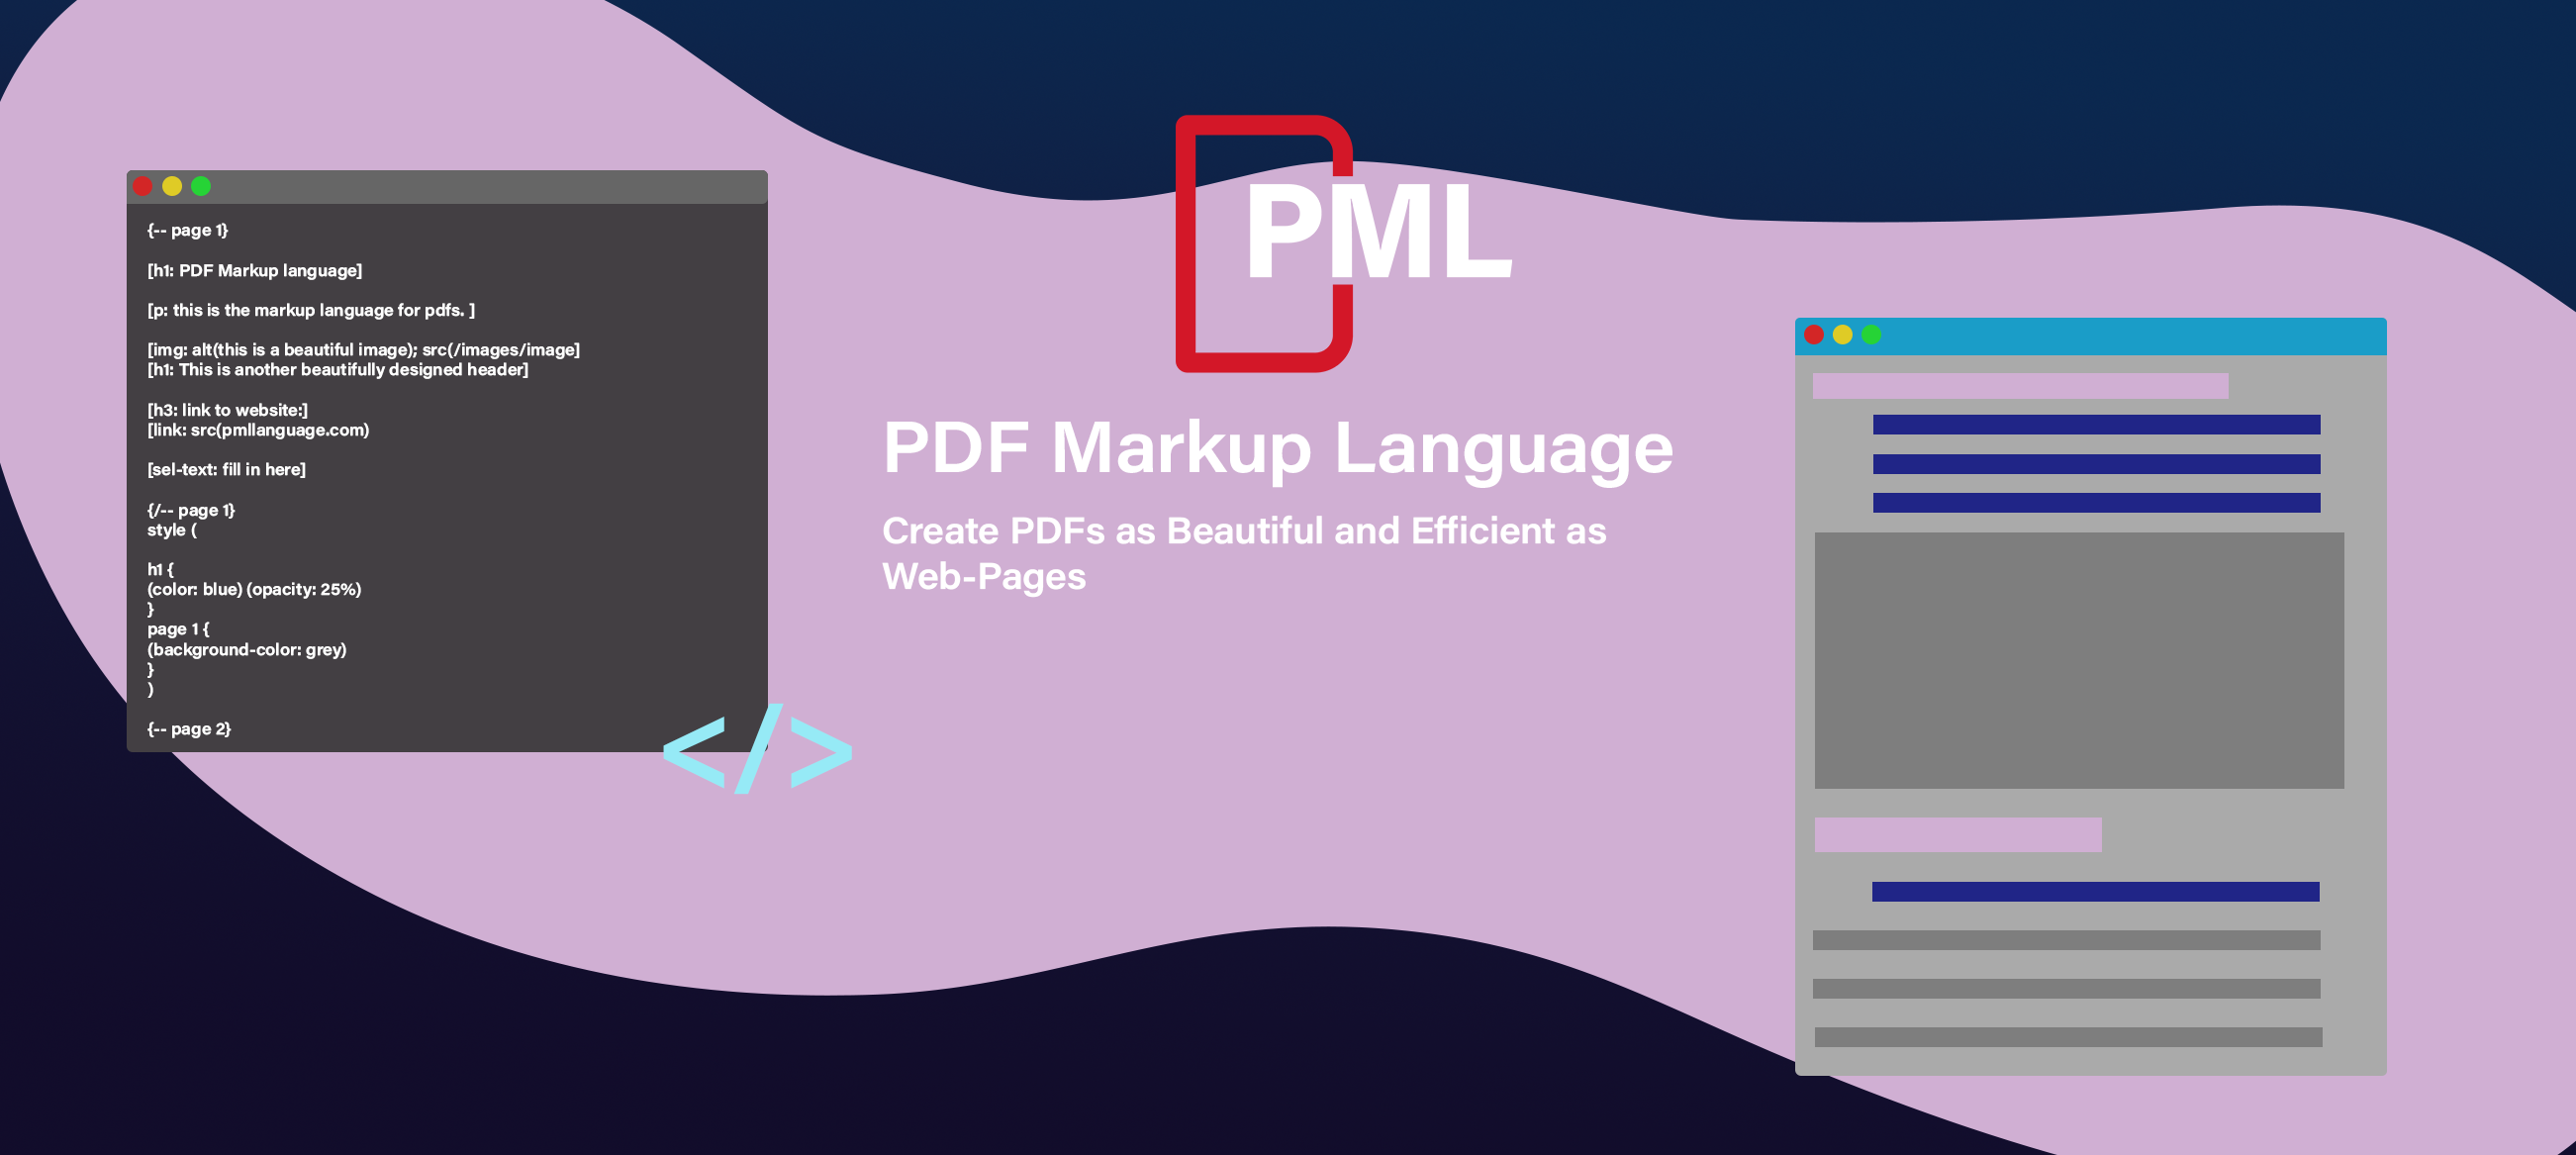 {-- page 1}
[h1: PDF Markup language]
[p: this is the markup language for pdfs. ]
[img: alt(this is a beautiful image); src(/images/image]
[h1: This is another beautifully designed header]
[h3: link to website:]
[link: src(pmllanguage.com)
[sel-text: fill in here]
{/-- page 1}
style (
h1 {
(color: blue) (opacity: 25%)
}
page 1 {
(background-color: grey)
}
)
{-- page 2}
</>
PML
PDF Markup Language
Create PDFs as Beautiful and Efficient as
Web-Pages